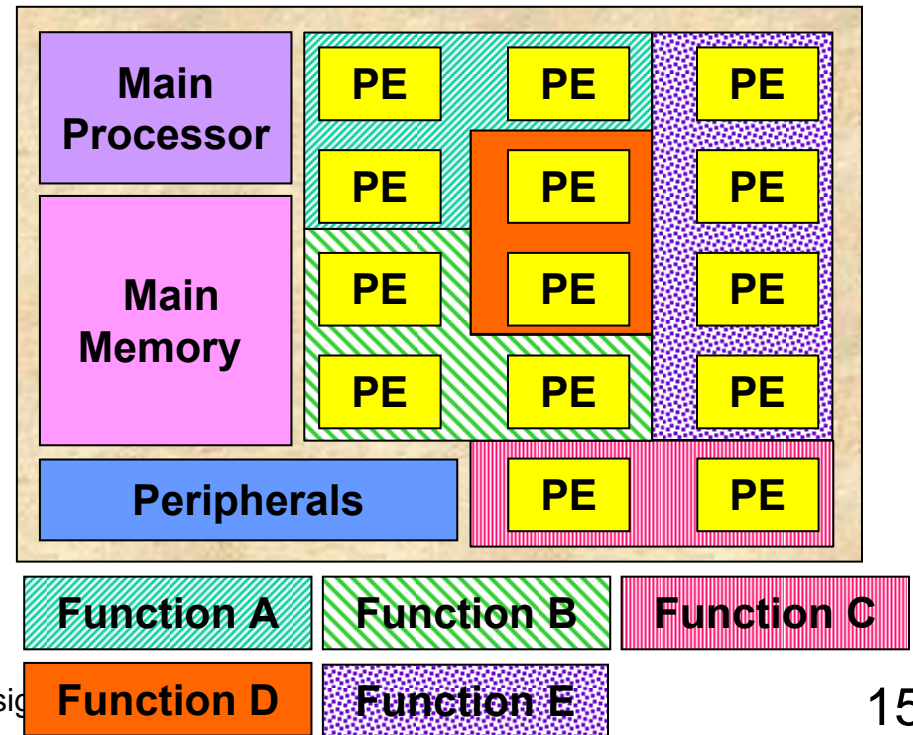 Main
Processor
PE PE PE
PE PE PE
Main
Memory
PE PE PE
PE PE PE
Peripherals
PE PE
Function A Function B Function C
Function D Function E
15